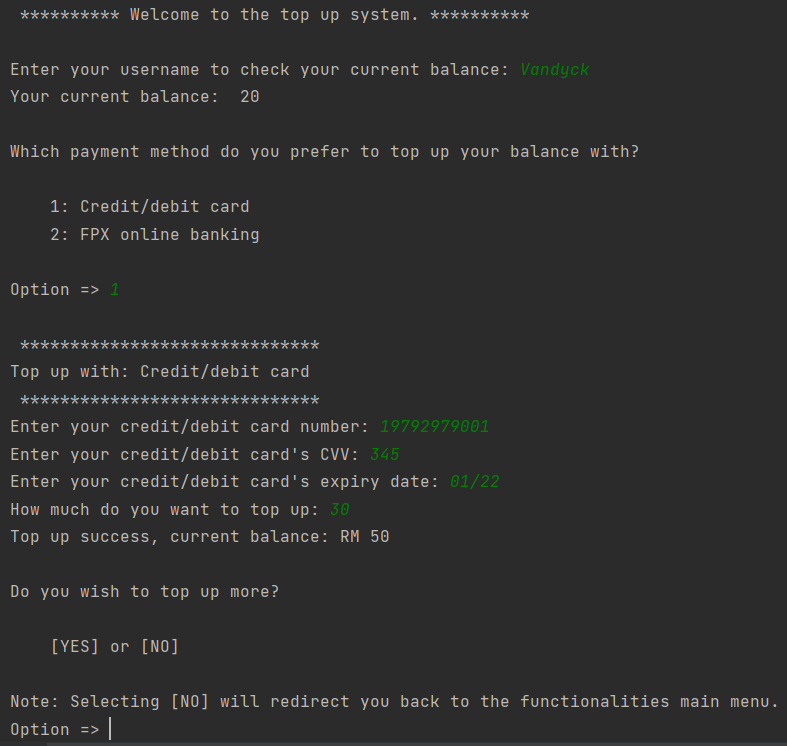 ********** Welcome to the top up system. **********
Enter your username to check your current balance: Vandyck
Your current balance:  20
Which payment method do you prefer to top up your balance with?
1: Credit/debit card
2: FPX online banking
Option => 1
******************************
Top up with: Credit/debit card
******************************
Enter your credit/debit card number: 19792979001
Enter your credit/debit card's CVV: 345
Enter your credit/debit card's expiry date: 01/22
How much do you want to top up: 30
Top up success, current balance: RM 50
Do you wish to top up more?
[YES] or [NO]
Note: Selecting [NO] will redirect you back to the functionalities main menu.
Option =>